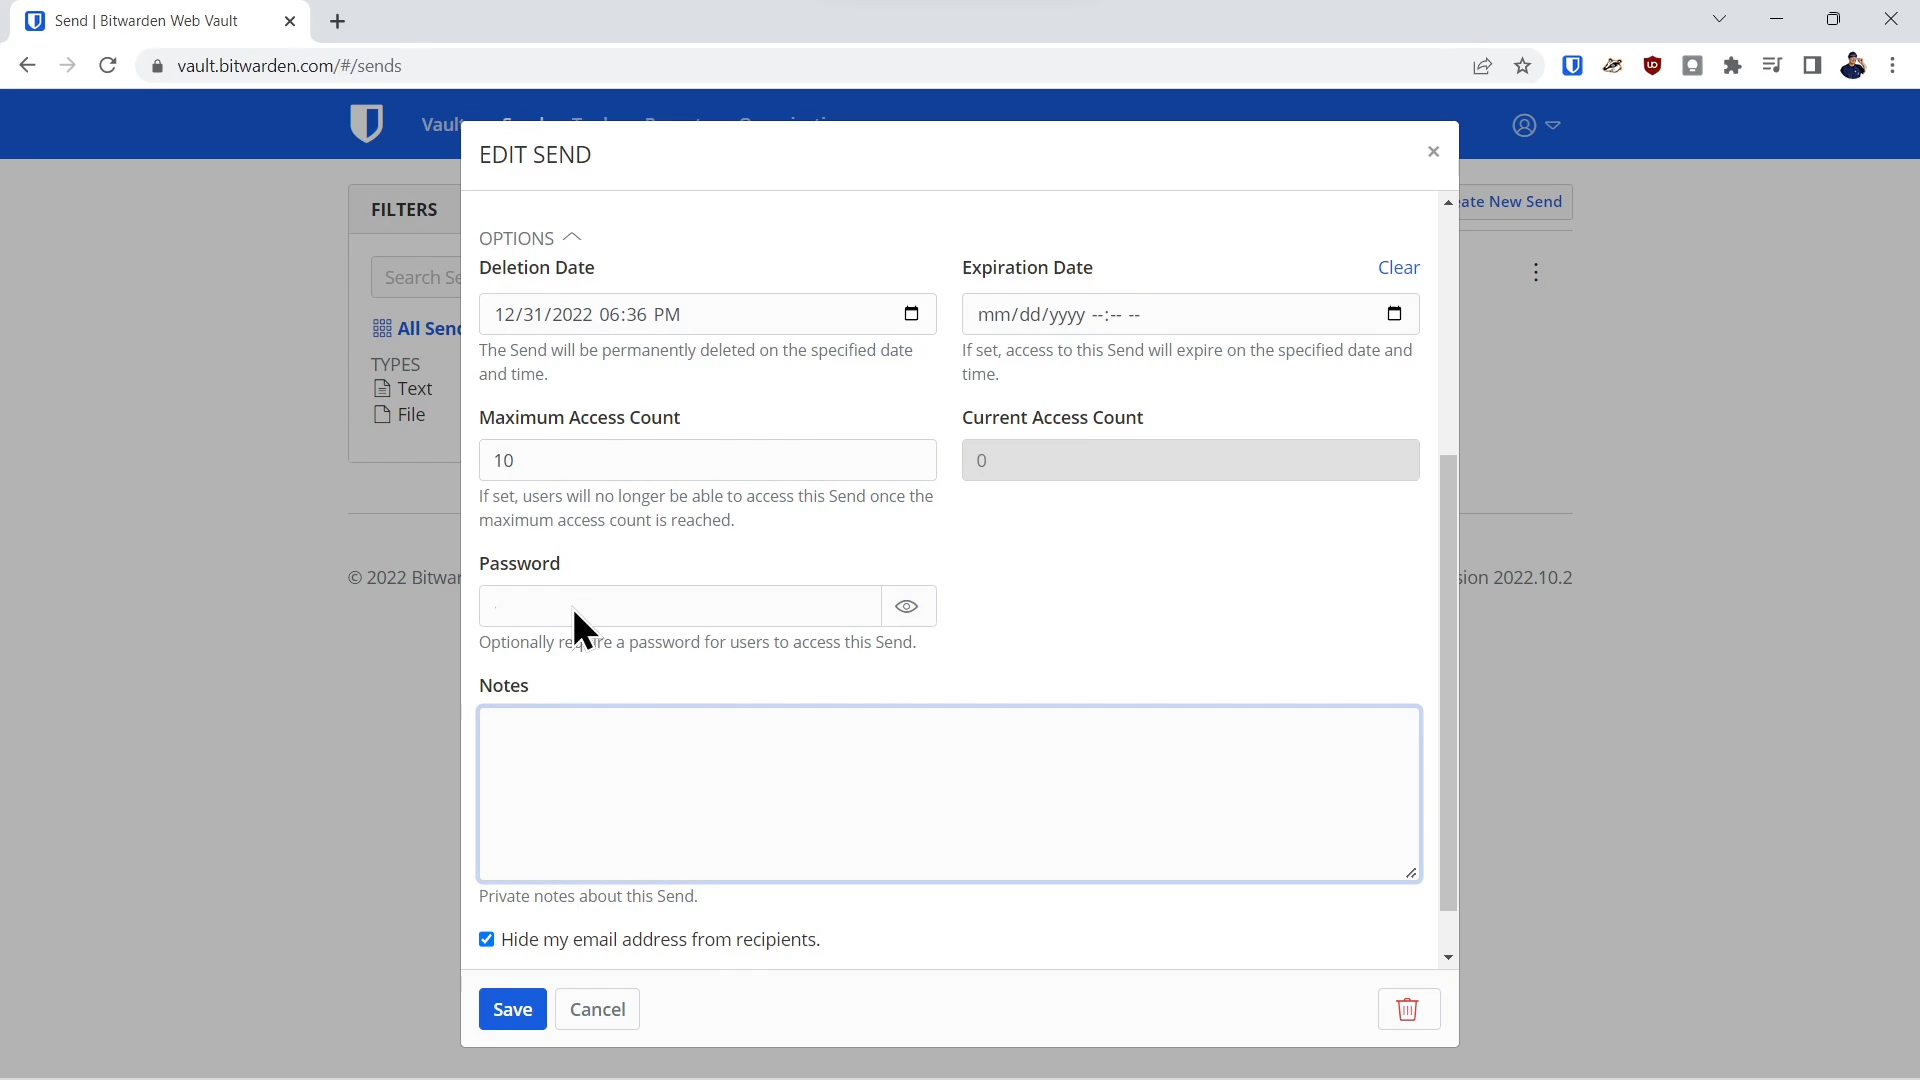 Send | Bitwarden Web Vault
vault.bitwarden.com/#/sends
Vault
EDIT SEND
FILTERS
Create New Send
OPTIONS
Deletion Date
Expiration Date
Clear
Search
12/31/2022 06:36 PM
mm/dd/yyyy --:-- --
All Send
The Send will be permanently deleted on the specified date
and time.
If set, access to this Send will expire on the specified date and
time.
TYPES
Text
File
Maximum Access Count
Current Access Count
10
0
If set, users will no longer be able to access this Send once the
maximum access count is reached.
Password
© 2022 Bitwar
sion 2022.10.2
Optionally require a password for users to access this Send.
Notes
Private notes about this Send.
Hide my email address from recipients.
Save
Cancel